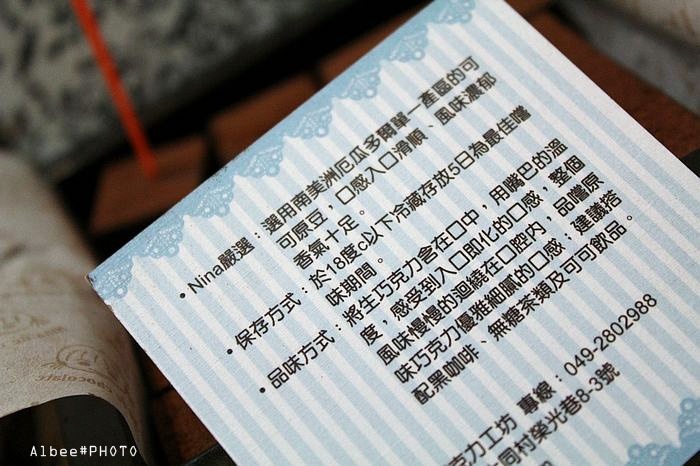 • Nina嚴選：選用南美洲厄瓜多爾單一產區的可
可原豆，口感入口滑順、風味濃郁
香氣十足。
• 保存方式：於18度c以下冷藏存放5日為最佳嚐
味期間。
• 品味方式：將生巧克力含在口中，用嘴巴的溫
度，感受到入口即化的口感，整個
風味慢慢的迴繞在口腔內，品嚐原
味巧克力優雅細膩的口感；建議搭
配黑咖啡、無糖茶類及可可飲品。
克力工坊 專線：049-2802988
同村榮光巷8-3號
chocolate
Albee#PHOTO